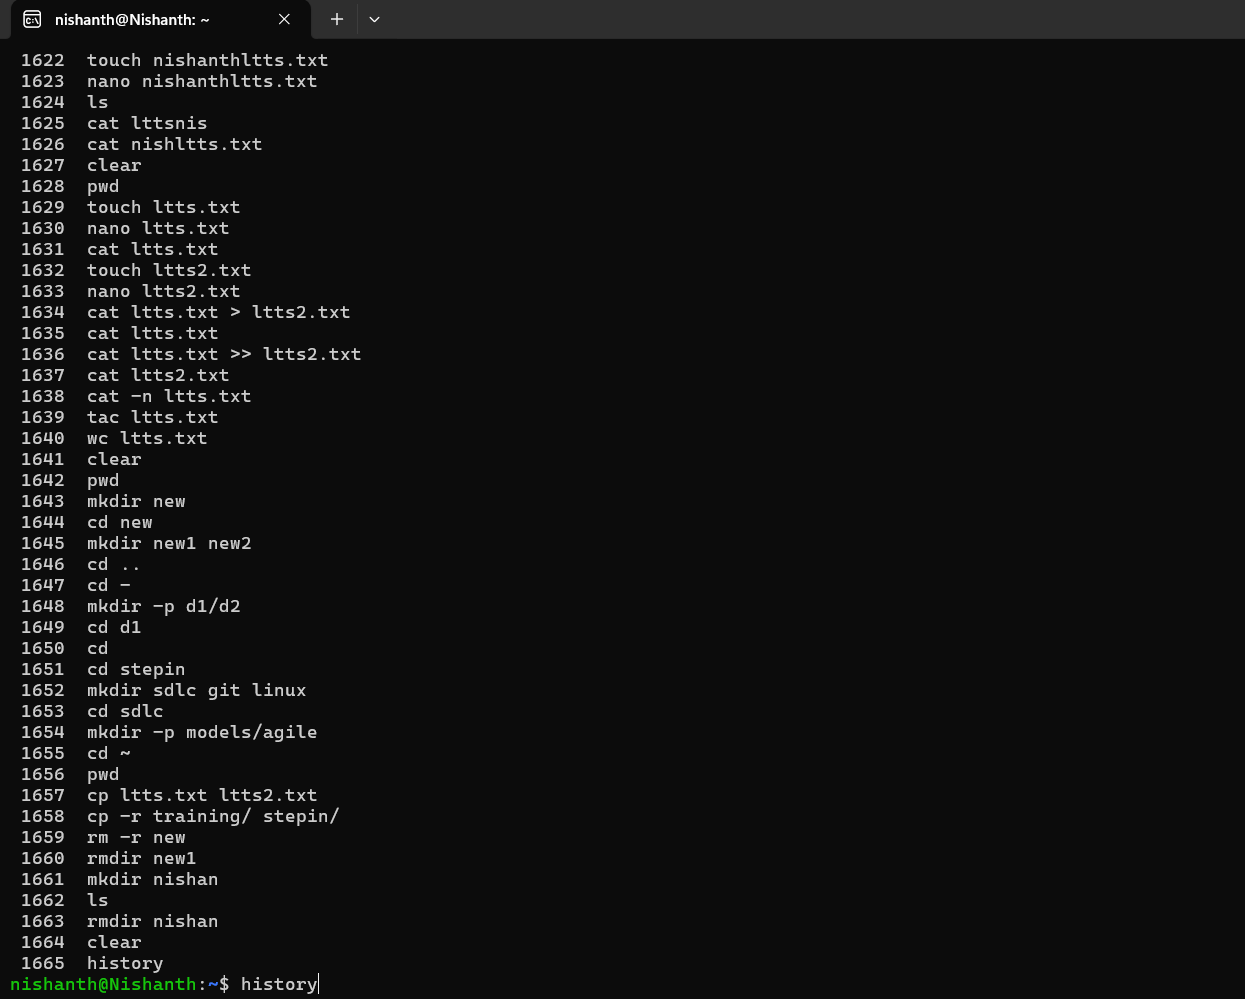 nishanth@Nishanth: ~
1622 touch nishanthltts.txt
1623 nano nishanthltts.txt
1624 ls
1625 cat lttsnis
1626 cat nishltts.txt
1627 clear
1628 pwd
1629 touch ltts.txt
1630 nano ltts.txt
1631 cat ltts.txt
1632 touch ltts2.txt
1633 nano ltts2.txt
1634 cat ltts.txt > ltts2.txt
1635 cat ltts.txt
1636 cat ltts.txt >> ltts2.txt
1637 cat ltts2.txt
1638 cat -n ltts.txt
1639 tac ltts.txt
1640 wc ltts.txt
1641 clear
1642 pwd
1643 mkdir new
1644 cd new
1645 mkdir new1 new2
1646 cd ..
1647 cd -
1648 mkdir -p d1/d2
1649 cd d1
1650 cd
1651 cd stepin
1652 mkdir sdlc git linux
1653 cd sdlc
1654 mkdir -p models/agile
1655 cd ~
1656 pwd
1657 cp ltts.txt ltts2.txt
1658 cp -r training/ stepin/
1659 rm -r new
1660 rmdir new1
1661 mkdir nishan
1662 ls
1663 rmdir nishan
1664 clear
1665 history
nishanth@Nishanth:~$ history